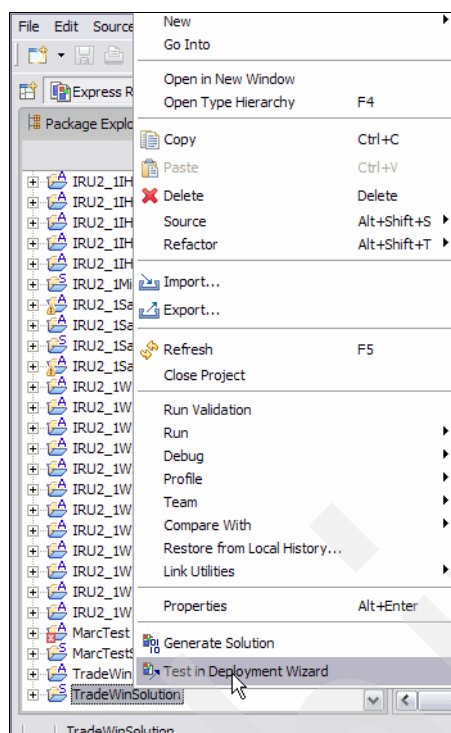 File Edit Source
Express R
Package Explo
IRU2_1IH
IRU2_1IH
IRU2_1IH
IRU2_1IH
IRU2_1IH
IRU2_1Mi
IRU2_1Sa
IRU2_1Sa
IRU2_1Sa
IRU2_1Sa
IRU2_1W
IRU2_1W
IRU2_1W
IRU2_1W
IRU2_1W
IRU2_1W
IRU2_1W
IRU2_1W
IRU2_1W
IRU2_1W
IRU2_1W
IRU2_1W
MarcTest
MarcTestS
TradeWin
TradeWinSolution
TradeWinSolution
New
Go Into
Open in New Window
Open Type Hierarchy F4
Copy Ctrl+C
Paste Ctrl+V
Delete Delete
Source Alt+Shift+S
Refactor Alt+Shift+T
Import...
Export...
Refresh F5
Close Project
Run Validation
Run
Debug
Profile
Team
Compare With
Restore from Local History...
Link Utilities
Properties Alt+Enter
Generate Solution
Test in Deployment Wizard